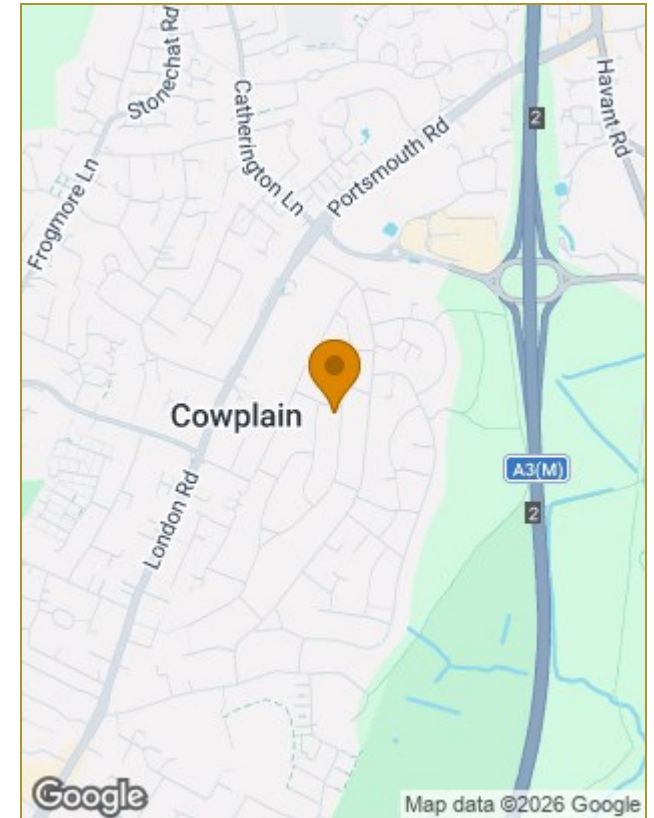 Stonechat Rd
Catherington Ln
Portsmouth Rd
Havant Rd
2
Frogmore Ln
Cowplain
A3(M)
2
London Rd
Google
Map data ©2026 Google